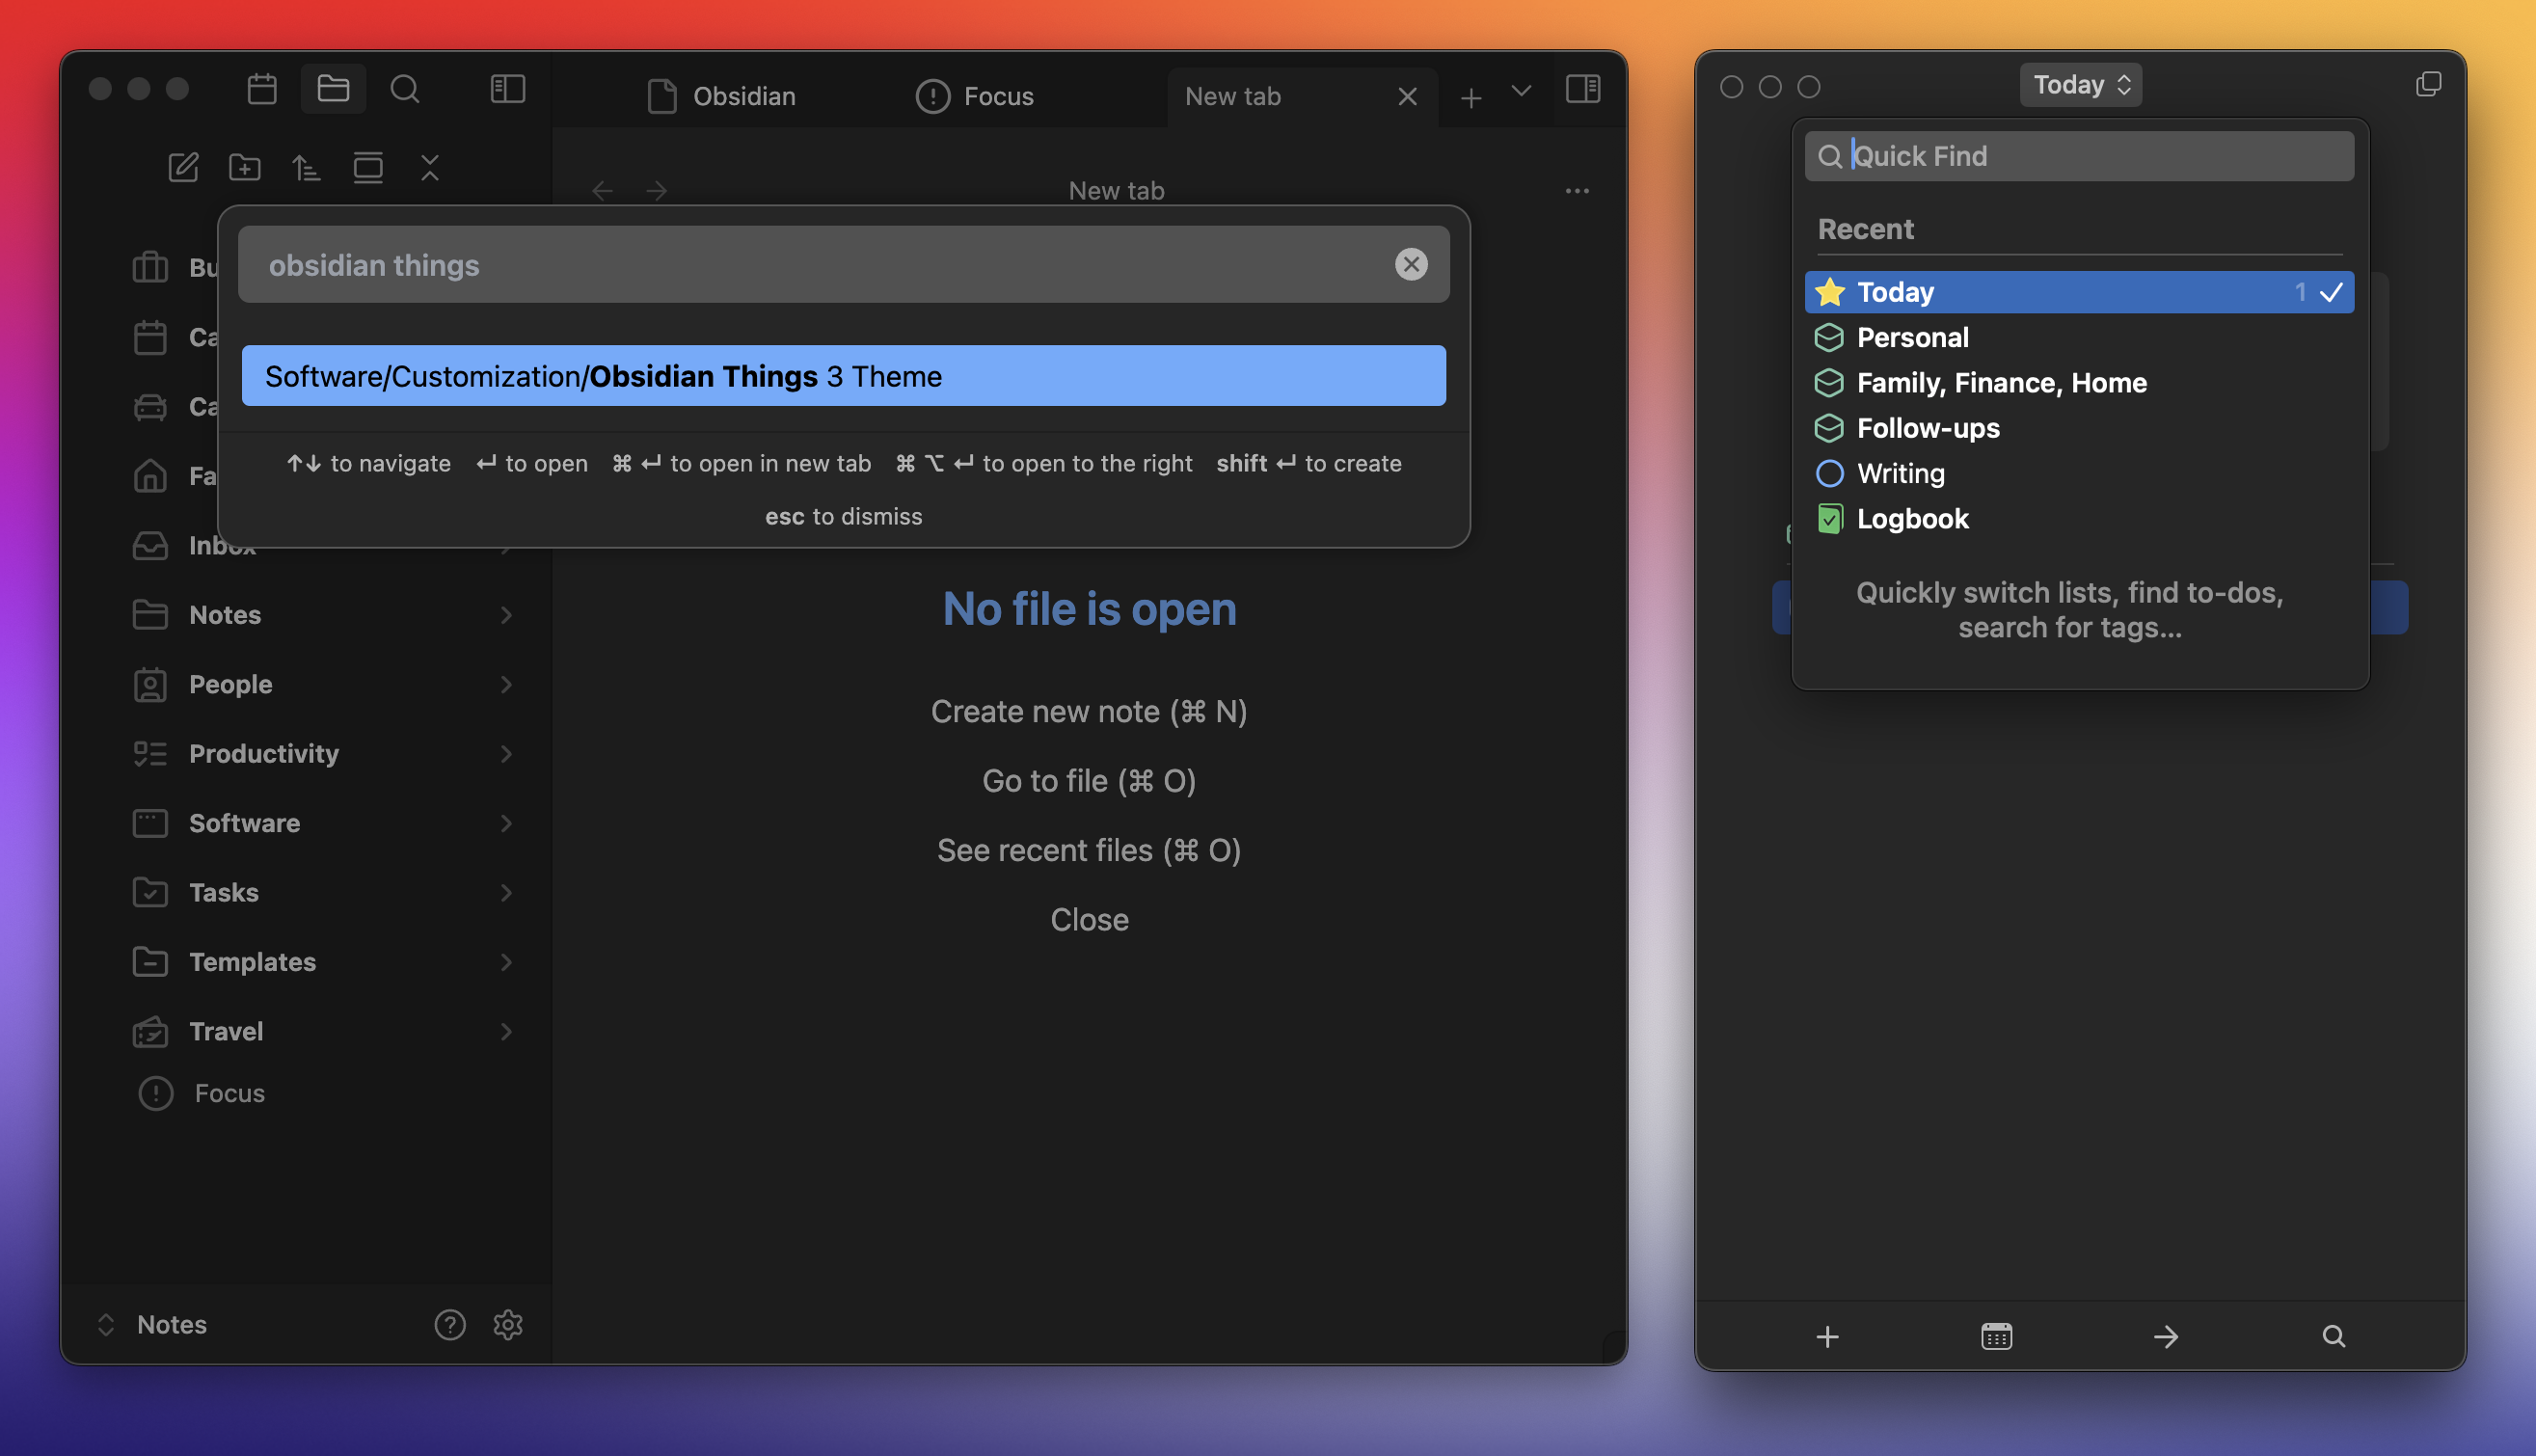 Obsidian
Focus
New tab
New tab
obsidian things
Software/Customization/Obsidian Things 3 Theme
↑↓ to navigate ↵ to open ⌘ ↵ to open in new tab ⌘ ⌥ ↵ to open to the right shift ↵ to create
esc to dismiss
Bu
Ca
Ca
Fa
Inbox
Notes
People
Productivity
Software
Tasks
Templates
Travel
Focus
Notes
No file is open
Create new note (⌘ N)
Go to file (⌘ O)
See recent files (⌘ O)
Close
Today
Quick Find
Recent
Today 1
Personal
Family, Finance, Home
Follow-ups
Writing
Logbook
Quickly switch lists, find to-dos,
search for tags...